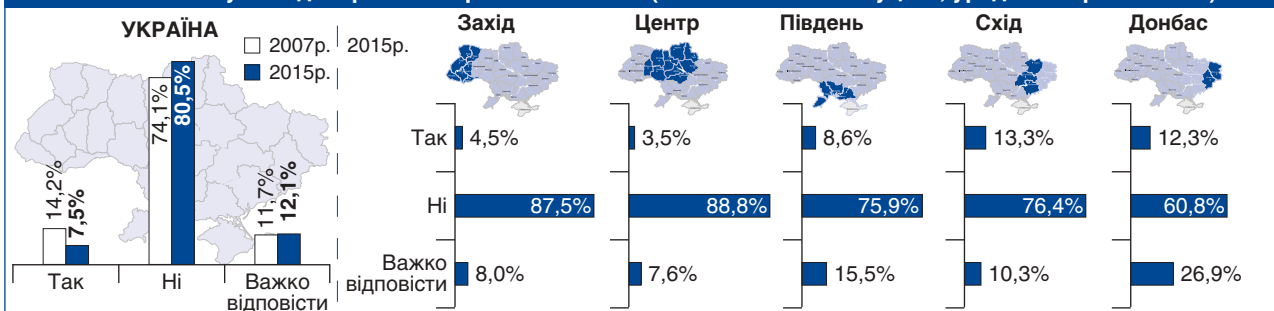 УКРАЇНА
2007р.
2015р.
14,2%
7,5%
Так
74,1%
80,5%
Ні
11,7%
12,1%
Важко
відповісти
2015р.
Захід
Центр
Південь
Схід
Донбас
Так
4,5%
3,5%
8,6%
13,3%
12,3%
Ні
87,5%
88,8%
75,9%
76,4%
60,8%
Важко
відповісти
8,0%
7,6%
15,5%
10,3%
26,9%